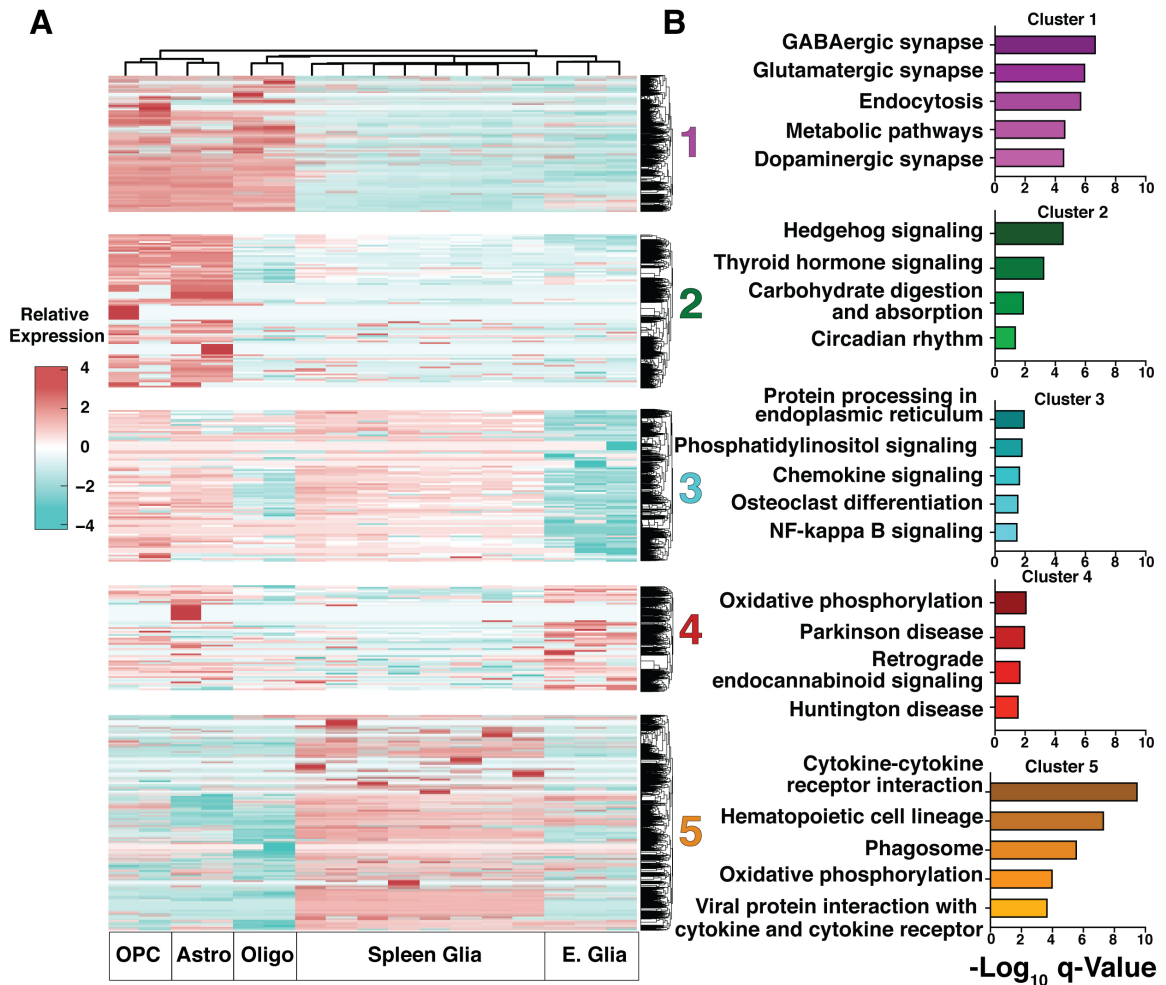 A
B
Relative
Expression
4
2
0
−2
−4
1
2
3
4
5
OPC
Astro
Oligo
Spleen Glia
E. Glia
Cluster 1
GABAergic synapse
Glutamatergic synapse
Endocytosis
Metabolic pathways
Dopaminergic synapse
0 2 4 6 8 10
Cluster 2
Hedgehog signaling
Thyroid hormone signaling
Carbohydrate digestion
and absorption
Circadian rhythm
0 2 4 6 8 10
Cluster 3
Protein processing in
endoplasmic reticulum
Phosphatidylinositol signaling
Chemokine signaling
Osteoclast differentiation
NF-kappa B signaling
0 2 4 6 8 10
Cluster 4
Oxidative phosphorylation
Parkinson disease
Retrograde
endocannabinoid signaling
Huntington disease
0 2 4 6 8 10
Cluster 5
Cytokine-cytokine
receptor interaction
Hematopoietic cell lineage
Phagosome
Oxidative phosphorylation
Viral protein interaction with
cytokine and cytokine receptor
0 2 4 6 8 10
-Log10 q-Value